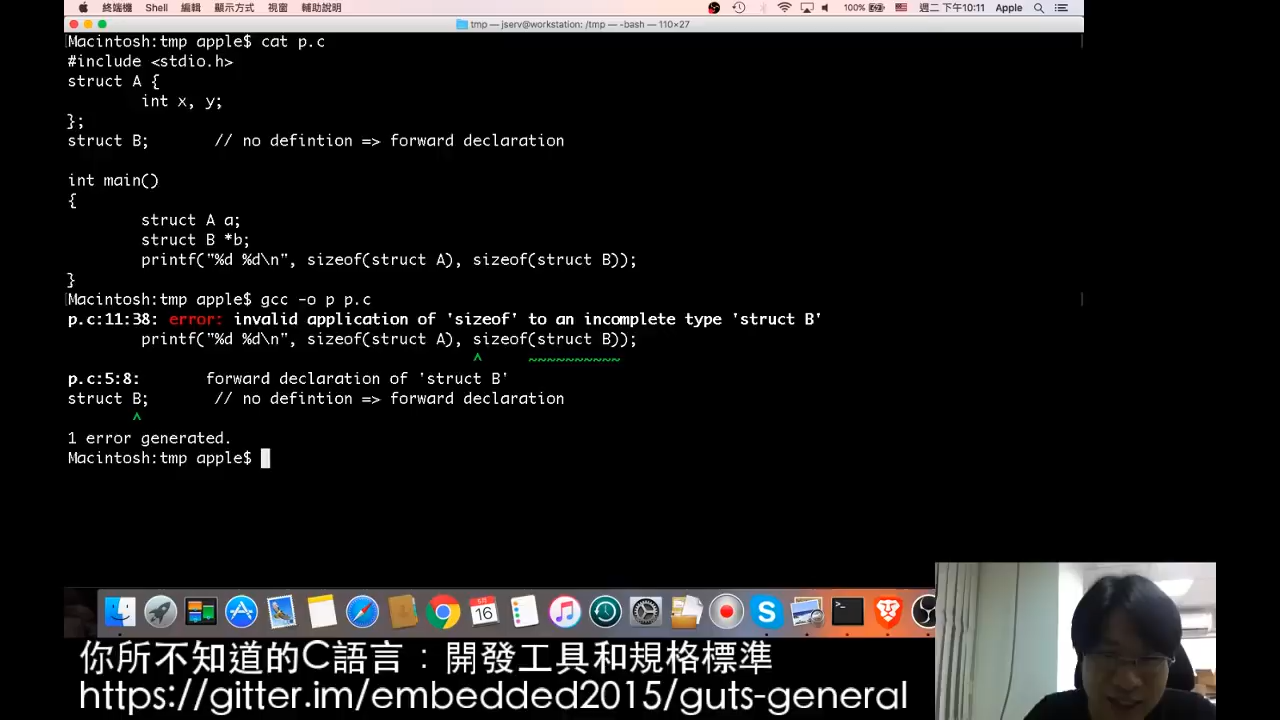 終端機 Shell 編輯 顯示方式 視窗 輔助說明 100% 週二 下午10:11 Apple
tmp — jserv@workstation: /tmp — -bash — 110×27
Macintosh:tmp apple$ cat p.c
#include <stdio.h>
struct A {
int x, y;
};
struct B; // no defintion => forward declaration
int main()
{
struct A a;
struct B *b;
printf("%d %d\n", sizeof(struct A), sizeof(struct B));
}
Macintosh:tmp apple$ gcc -o p p.c
p.c:11:38: error: invalid application of 'sizeof' to an incomplete type 'struct B'
printf("%d %d\n", sizeof(struct A), sizeof(struct B));
^ ~~~~~~~~~~
p.c:5:8: forward declaration of 'struct B'
struct B; // no defintion => forward declaration
^
1 error generated.
Macintosh:tmp apple$
16
你所不知道的C語言：開發工具和規格標準
https://gitter.im/embedded2015/guts-general